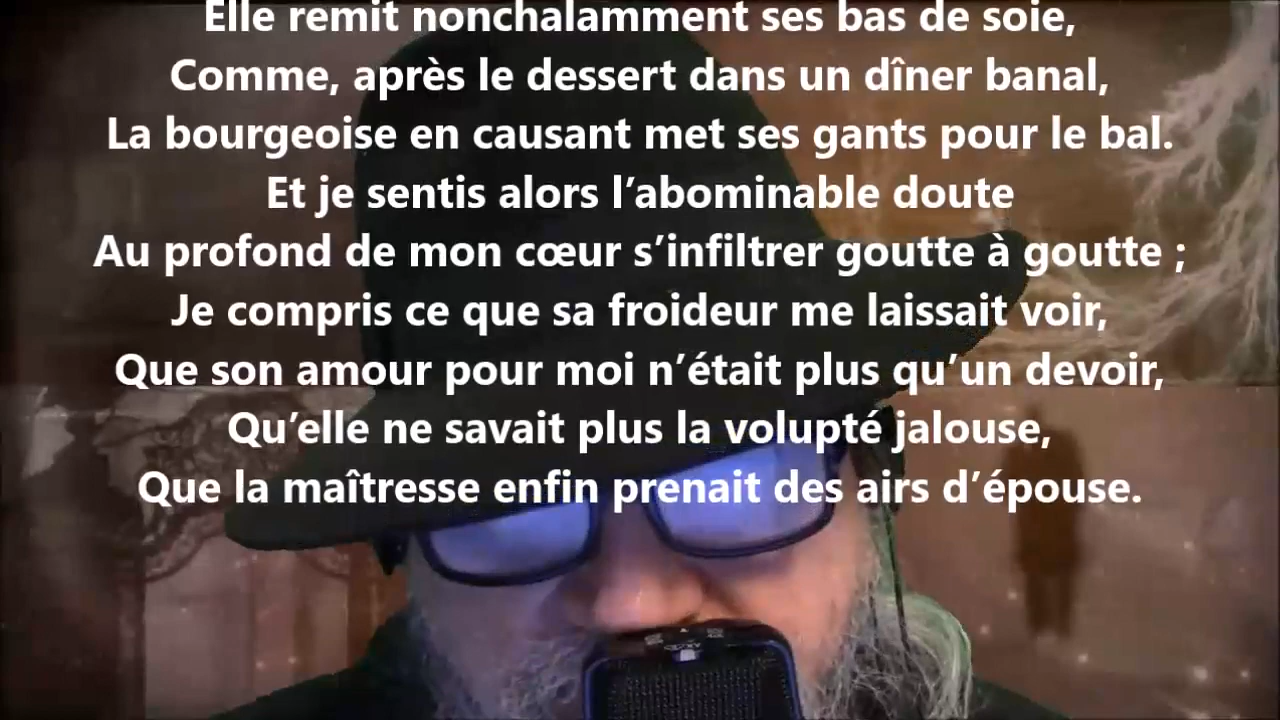 Elle remit nonchalamment ses bas de soie,
Comme, après le dessert dans un dîner banal,
La bourgeoise en causant met ses gants pour le bal.
Et je sentis alors l’abominable doute
Au profond de mon cœur s’infiltrer goutte à goutte ;
Je compris ce que sa froideur me laissait voir,
Que son amour pour moi n’était plus qu’un devoir,
Qu’elle ne savait plus la volupté jalouse,
Que la maîtresse enfin prenait des airs d’épouse.